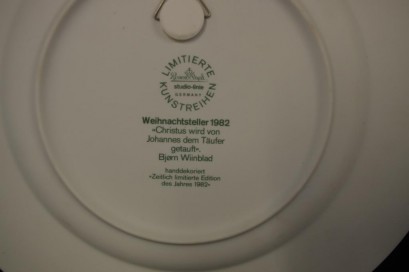 LIMITIERTE
studio-linie
GERMANY
KUNSTREIHEN
Weihnachtsteller 1982
»Christus wird von
Johannes dem Täufer
getauft«.
Bjørn Wiinblad
handdekoriert
»Zeitlich limitierte Edition
des Jahres 1982«